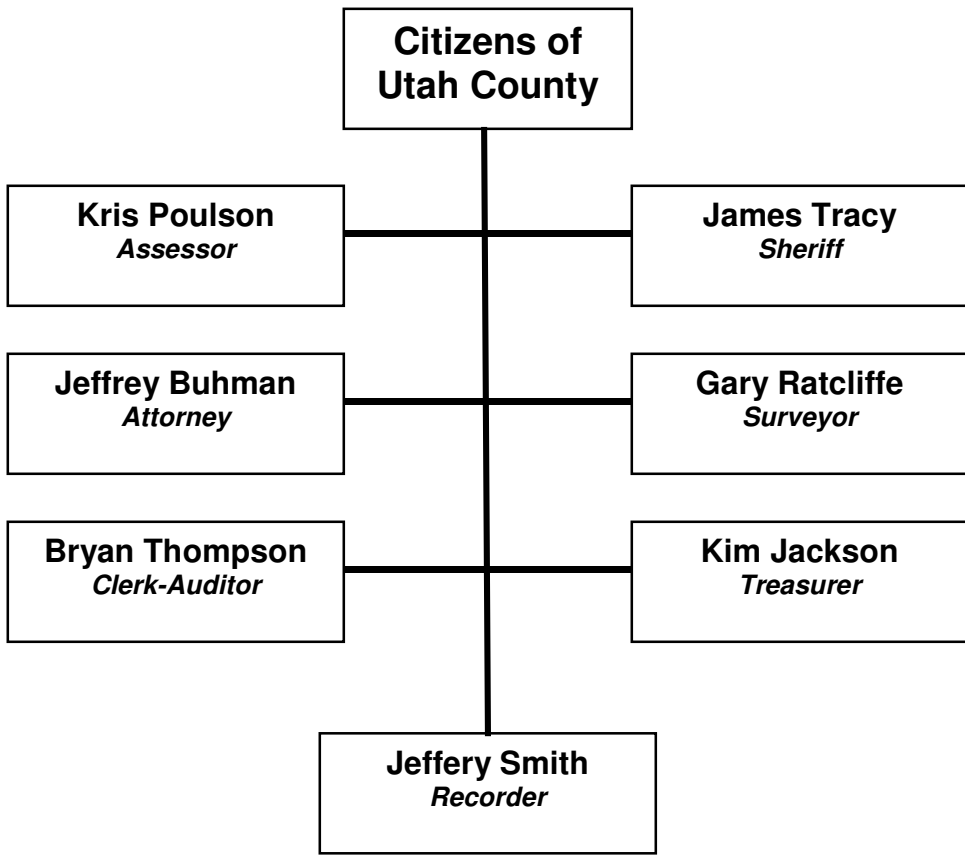 Citizens of
Utah County
Kris Poulson
Assessor
James Tracy
Sheriff
Jeffrey Buhman
Attorney
Gary Ratcliffe
Surveyor
Bryan Thompson
Clerk-Auditor
Kim Jackson
Treasurer
Jeffery Smith
Recorder